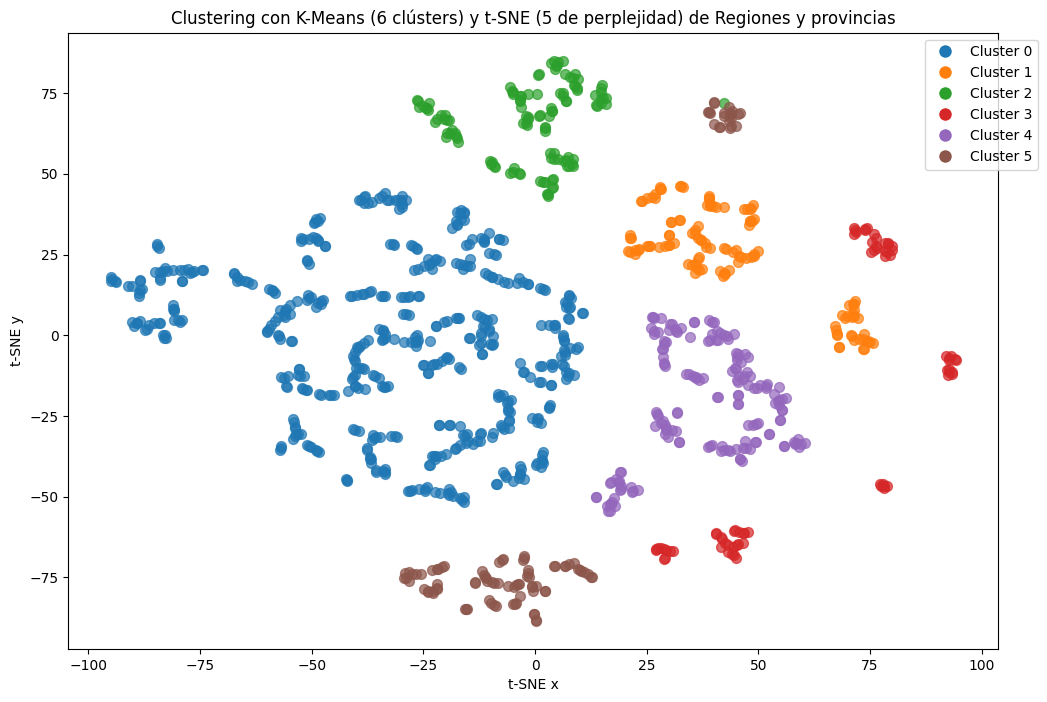 Clustering con K-Means (6 clústers) y t-SNE (5 de perplejidad) de Regiones y provincias
Cluster 0
Cluster 1
Cluster 2
Cluster 3
Cluster 4
Cluster 5
75
50
25
0
−25
−50
−75
t-SNE y
−100
−75
−50
−25
0
25
50
75
100
t-SNE x